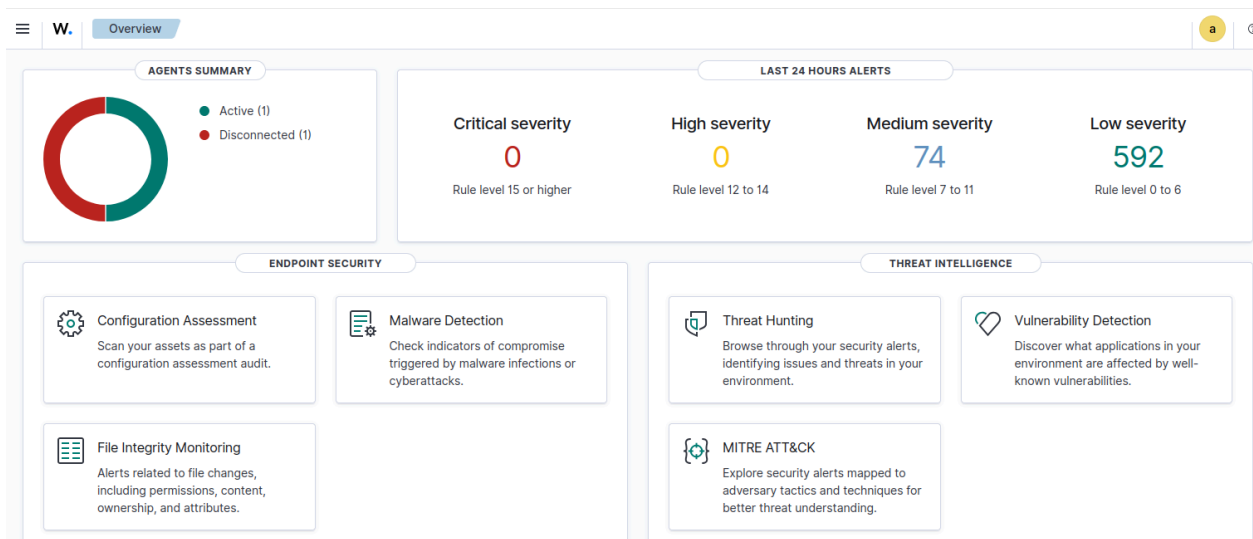 W. Overview a
AGENTS SUMMARY
Active (1)
Disconnected (1)
LAST 24 HOURS ALERTS
Critical severity High severity Medium severity Low severity
0 0 74 592
Rule level 15 or higher Rule level 12 to 14 Rule level 7 to 11 Rule level 0 to 6
ENDPOINT SECURITY
Configuration Assessment
Scan your assets as part of a
configuration assessment audit.
Malware Detection
Check indicators of compromise
triggered by malware infections or
cyberattacks.
File Integrity Monitoring
Alerts related to file changes,
including permissions, content,
ownership, and attributes.
THREAT INTELLIGENCE
Threat Hunting
Browse through your security alerts,
identifying issues and threats in your
environment.
Vulnerability Detection
Discover what applications in your
environment are affected by well-
known vulnerabilities.
MITRE ATT&CK
Explore security alerts mapped to
adversary tactics and techniques for
better threat understanding.